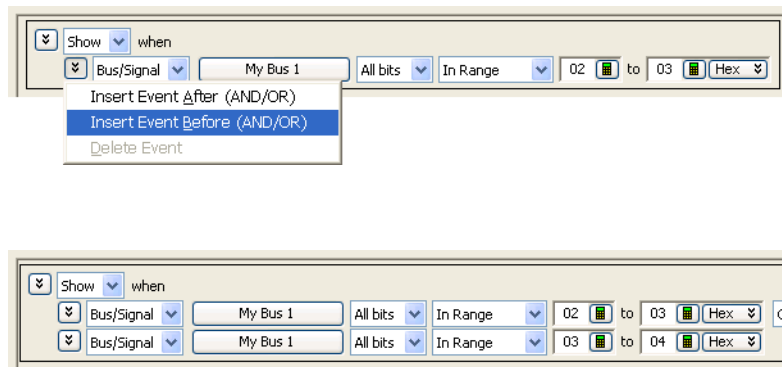 Show when
Bus/Signal My Bus 1 All bits In Range 02 to 03 Hex
Insert Event After (AND/OR)
Insert Event Before (AND/OR)
Delete Event
Show when
Bus/Signal My Bus 1 All bits In Range 02 to 03 Hex
Bus/Signal My Bus 1 All bits In Range 03 to 04 Hex